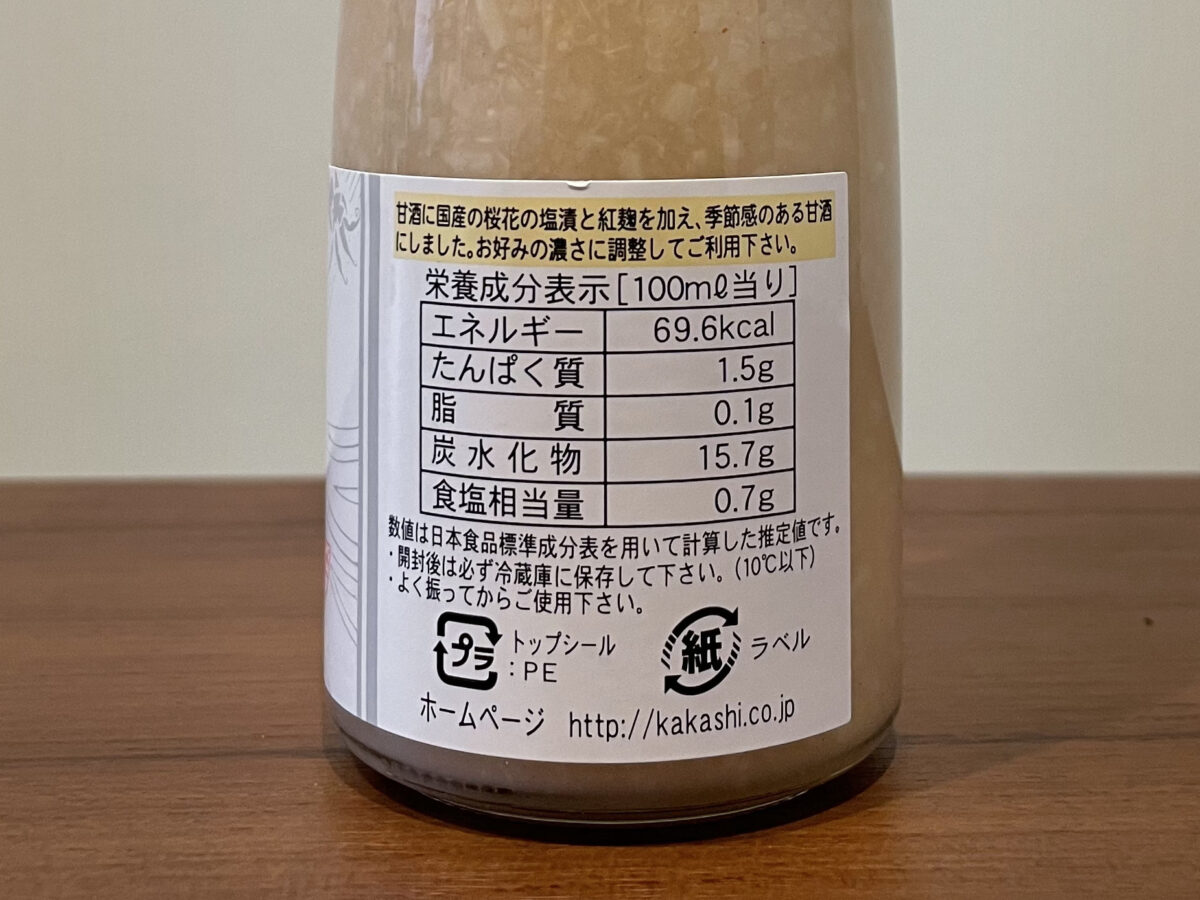 甘酒に国産の桜花の塩漬と紅麹を加え、季節感のある甘酒
にしました。お好みの濃さに調整してご利用下さい。
栄養成分表示[100mℓ当り]
エネルギー 69.6kcal
たんぱく質 1.5g
脂質 0.1g
炭水化物 15.7g
食塩相当量 0.7g
数値は日本食品標準成分表を用いて計算した推定値です。
・開封後は必ず冷蔵庫に保存して下さい。(10℃以下)
・よく振ってからご使用下さい。
プラ トップシール
:PE
紙 ラベル
ホームページ http://kakashi.co.jp